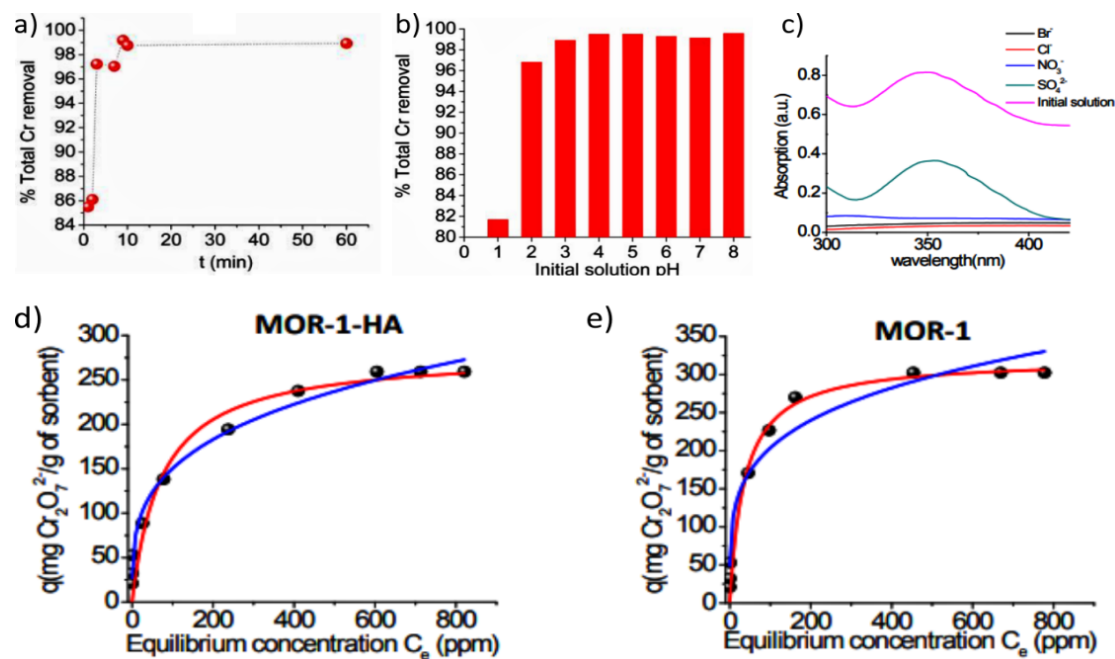 a)
% Total Cr removal
100
98
96
94
92
90
88
86
84
0 10 20 30 40 50 60
t (min)
b)
% Total Cr removal
100
98
96
94
92
90
88
86
84
82
80
1 2 3 4 5 6 7 8
Initial solution pH
c)
Absorption (a.u.)
0.8
0.6
0.4
0.2
0.0
300 350 400
wavelength(nm)
Br⁻
Cl⁻
NO₃⁻
SO₄²⁻
Initial solution
d)
MOR-1-HA
q(mg Cr₂O₇²⁻/g of sorbent)
300
250
200
150
100
50
0
0 200 400 600 800
Equilibrium concentration Cₑ (ppm)
e)
MOR-1
q(mg Cr₂O₇²⁻/g of sorbent)
350
300
250
200
150
100
50
0
0 200 400 600 800
Equilibrium concentration Cₑ (ppm)